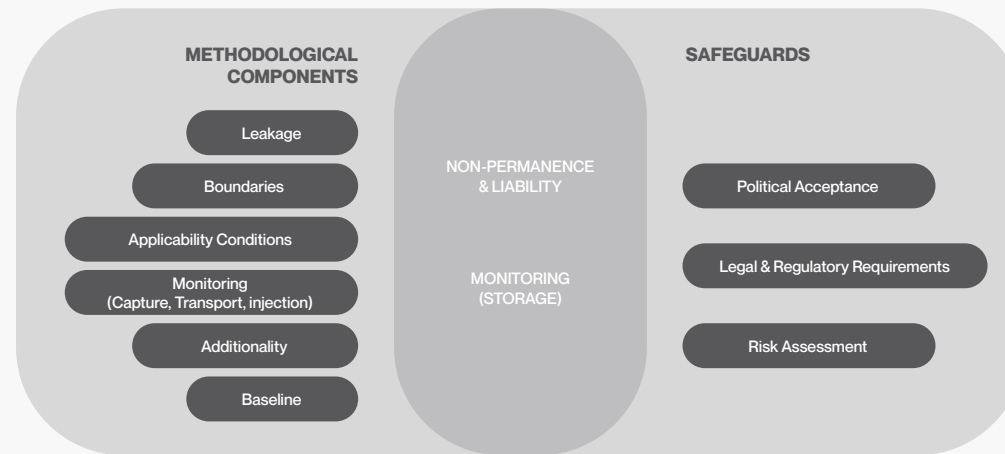 METHODOLOGICAL
COMPONENTS
Leakage
Boundaries
Applicability Conditions
Monitoring
(Capture, Transport, injection)
Additionality
Baseline
NON-PERMANENCE
& LIABILITY
MONITORING
(STORAGE)
SAFEGUARDS
Political Acceptance
Legal & Regulatory Requirements
Risk Assessment